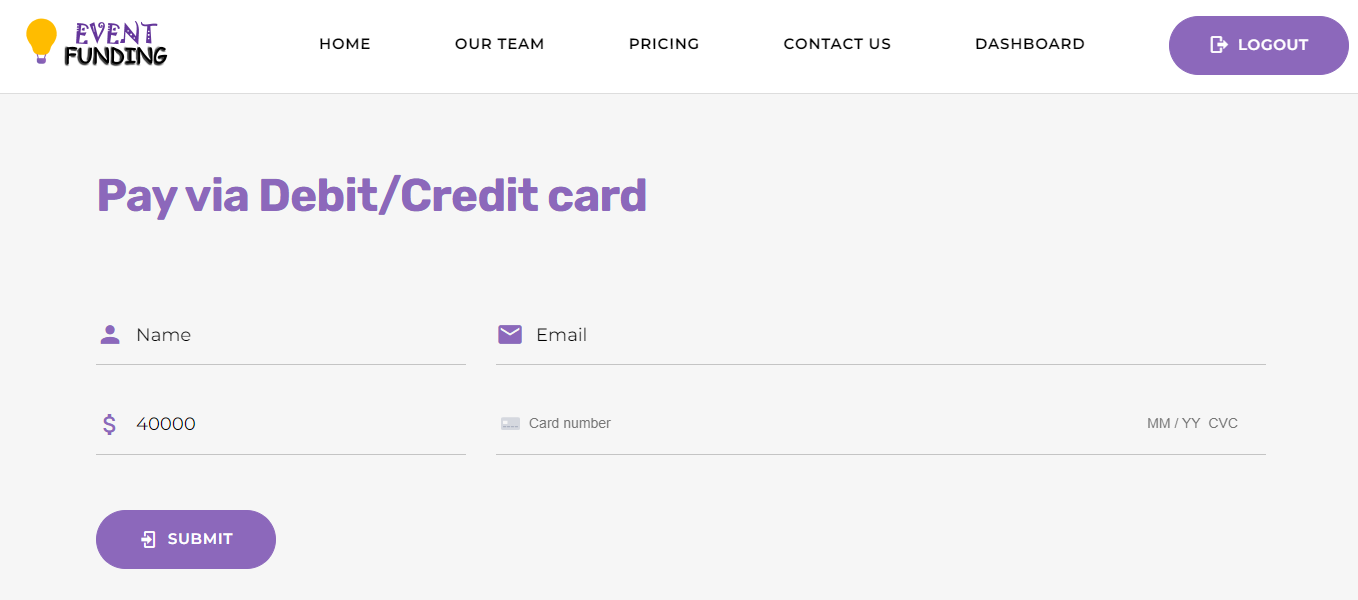 EVENT
FUNDING
HOME OUR TEAM PRICING CONTACT US DASHBOARD LOGOUT
Pay via Debit/Credit card
Name Email
$ 40000 Card number MM / YY CVC
SUBMIT